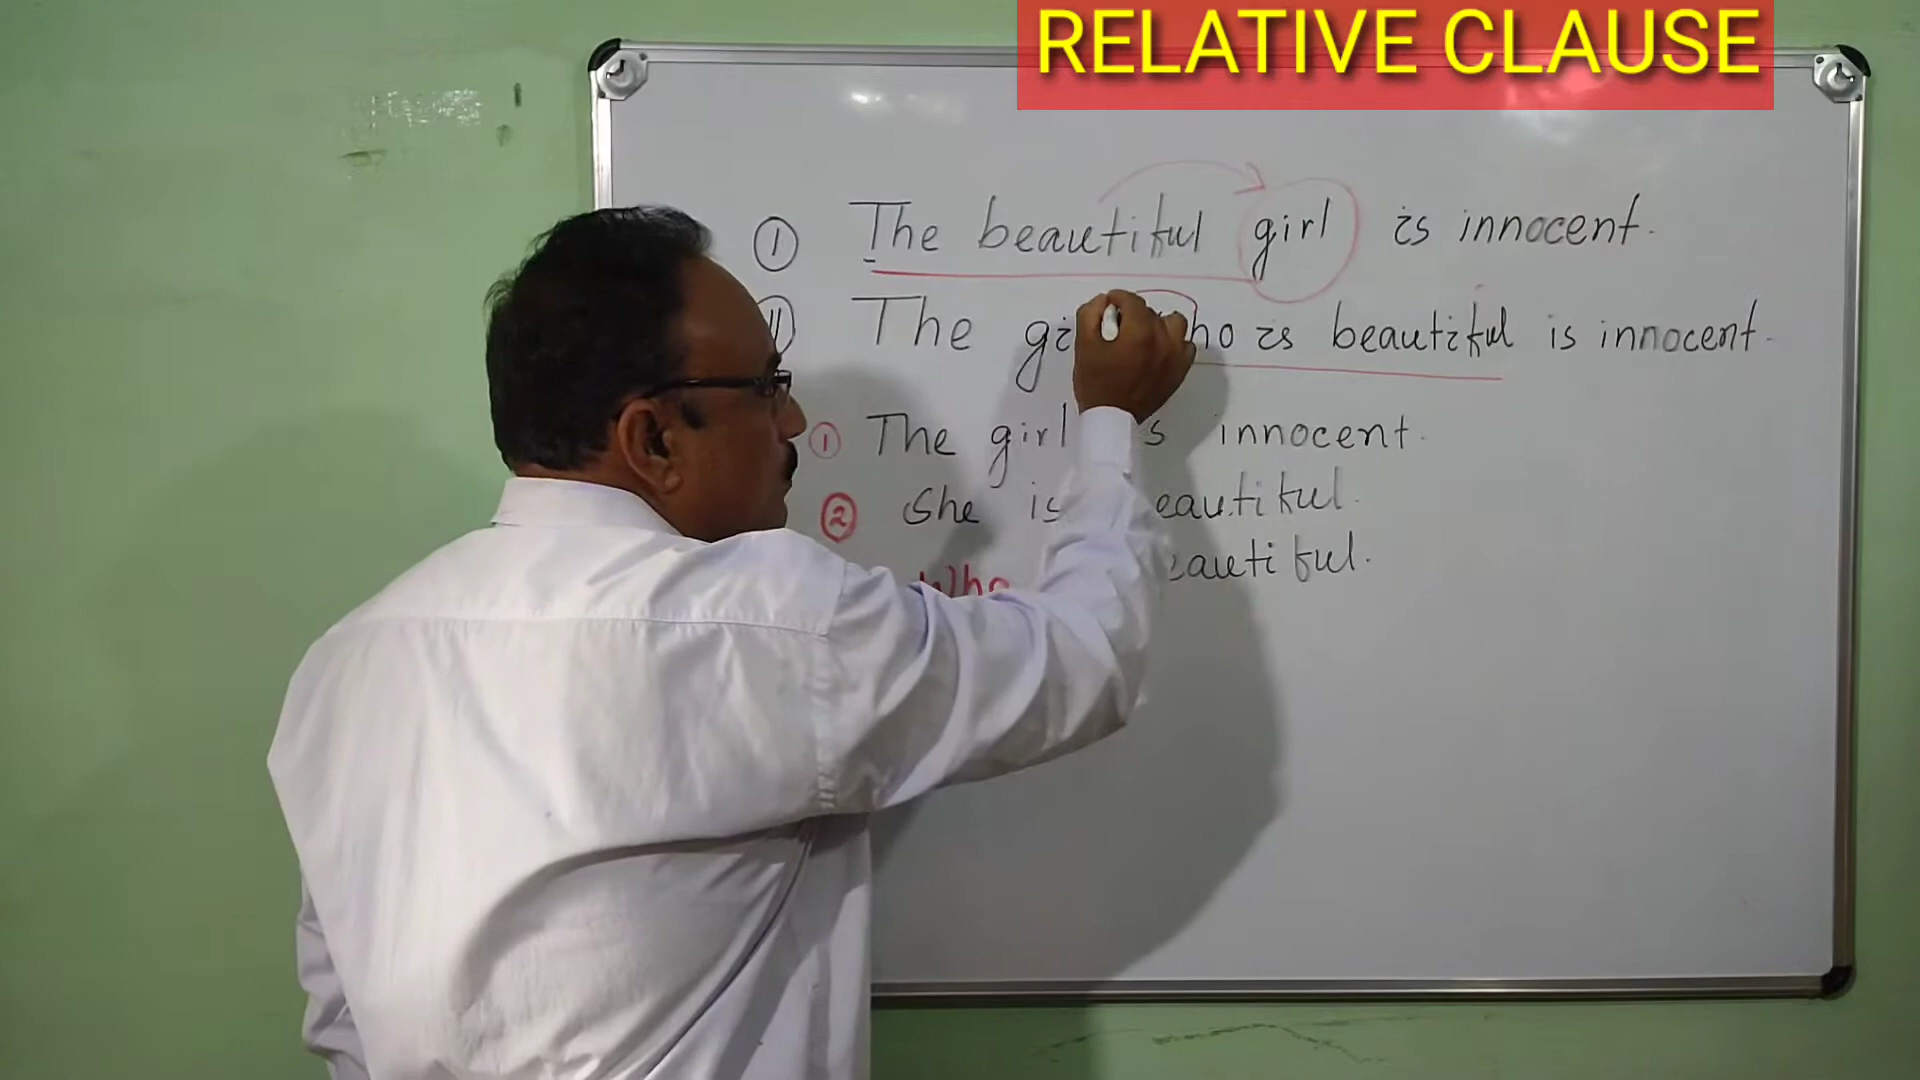 RELATIVE CLAUSE
① The beautiful girl is innocent.
⑪ The is beautiful is innocent.
① The girl innocent.
② She is
Who